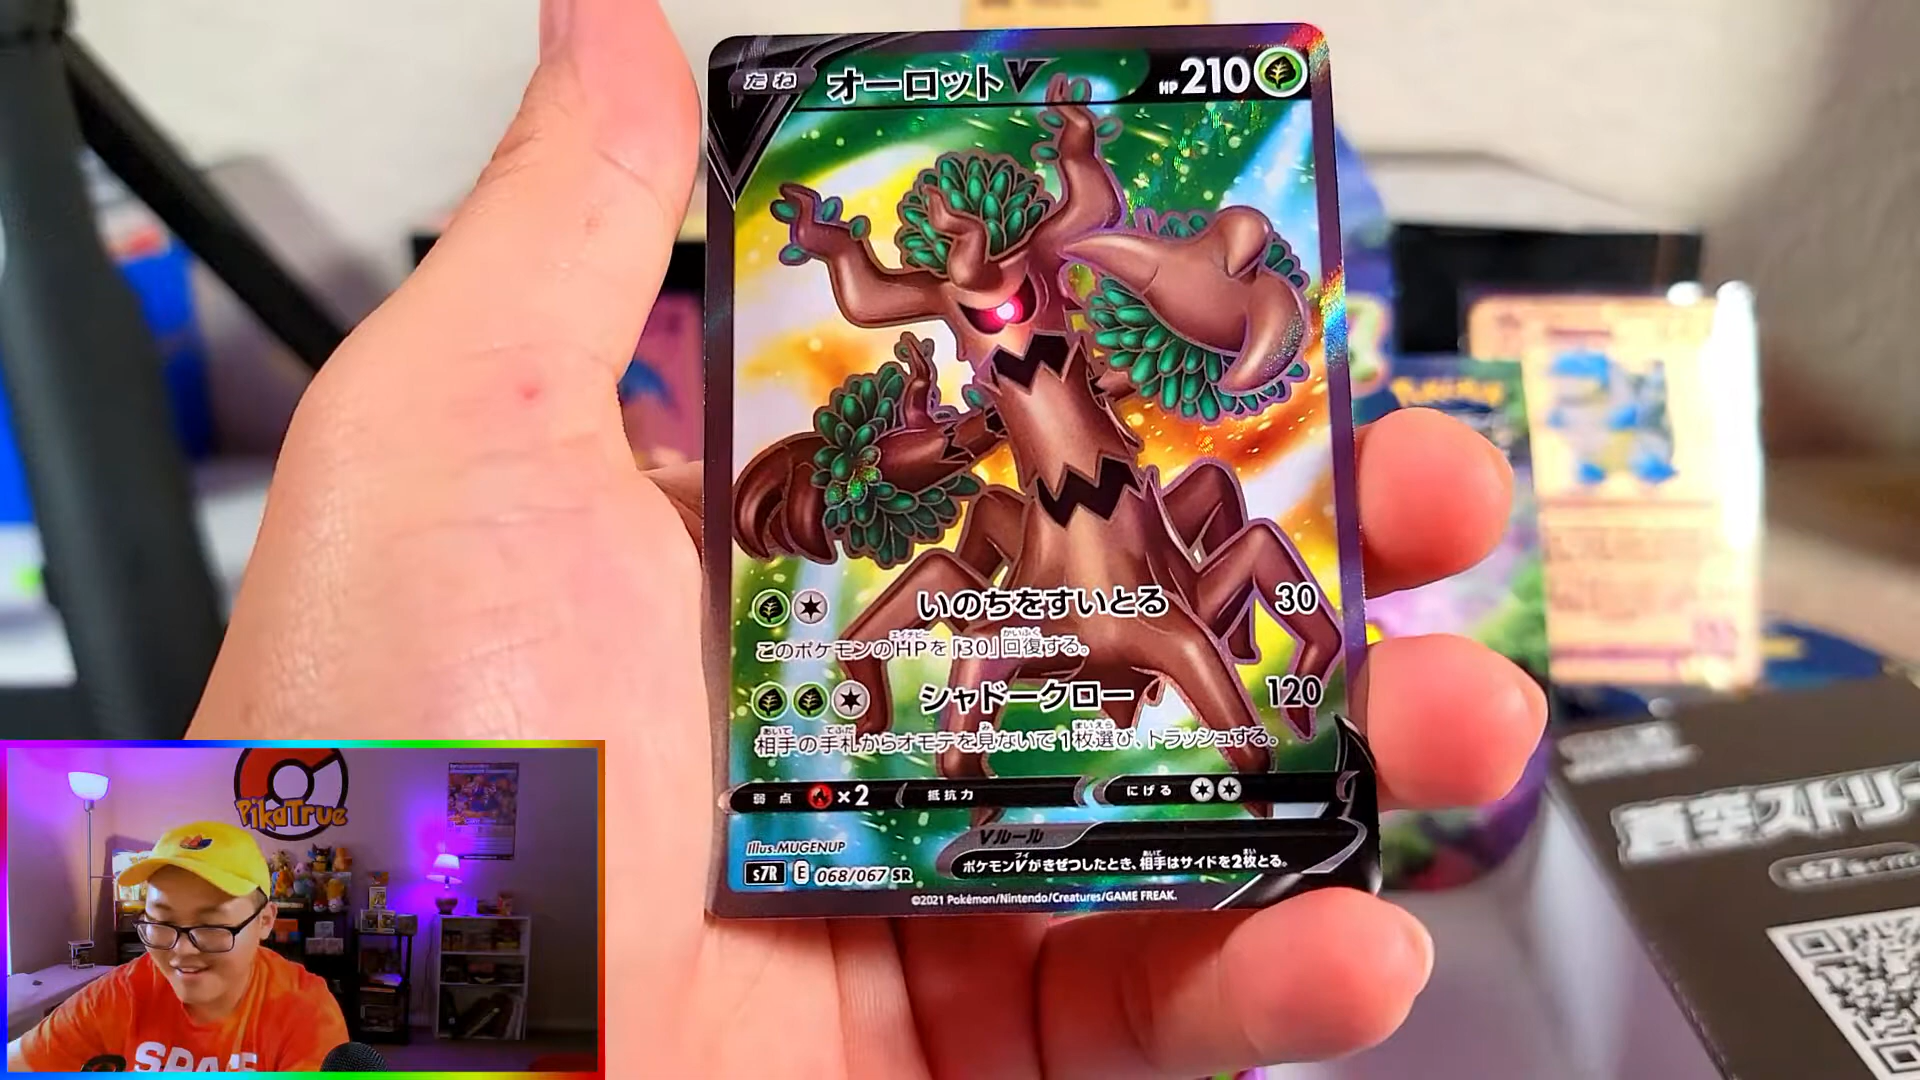 たね オーロットV HP210
いのちをすいとる 30
このポケモンのHPを「30」回復する。
シャドークロー 120
相手の手札からオモテを見ないで1枚選び、トラッシュする。
弱点 ×2 抵抗力 にげる
Vルール
ポケモンVがきぜつしたとき、相手はサイドを2枚とる。
Illus.MUGENUP
s7R E 068/067 SR
©2021 Pokémon/Nintendo/Creatures/GAME FREAK.
Pokémon
蒼空ストリー
PikaTrue